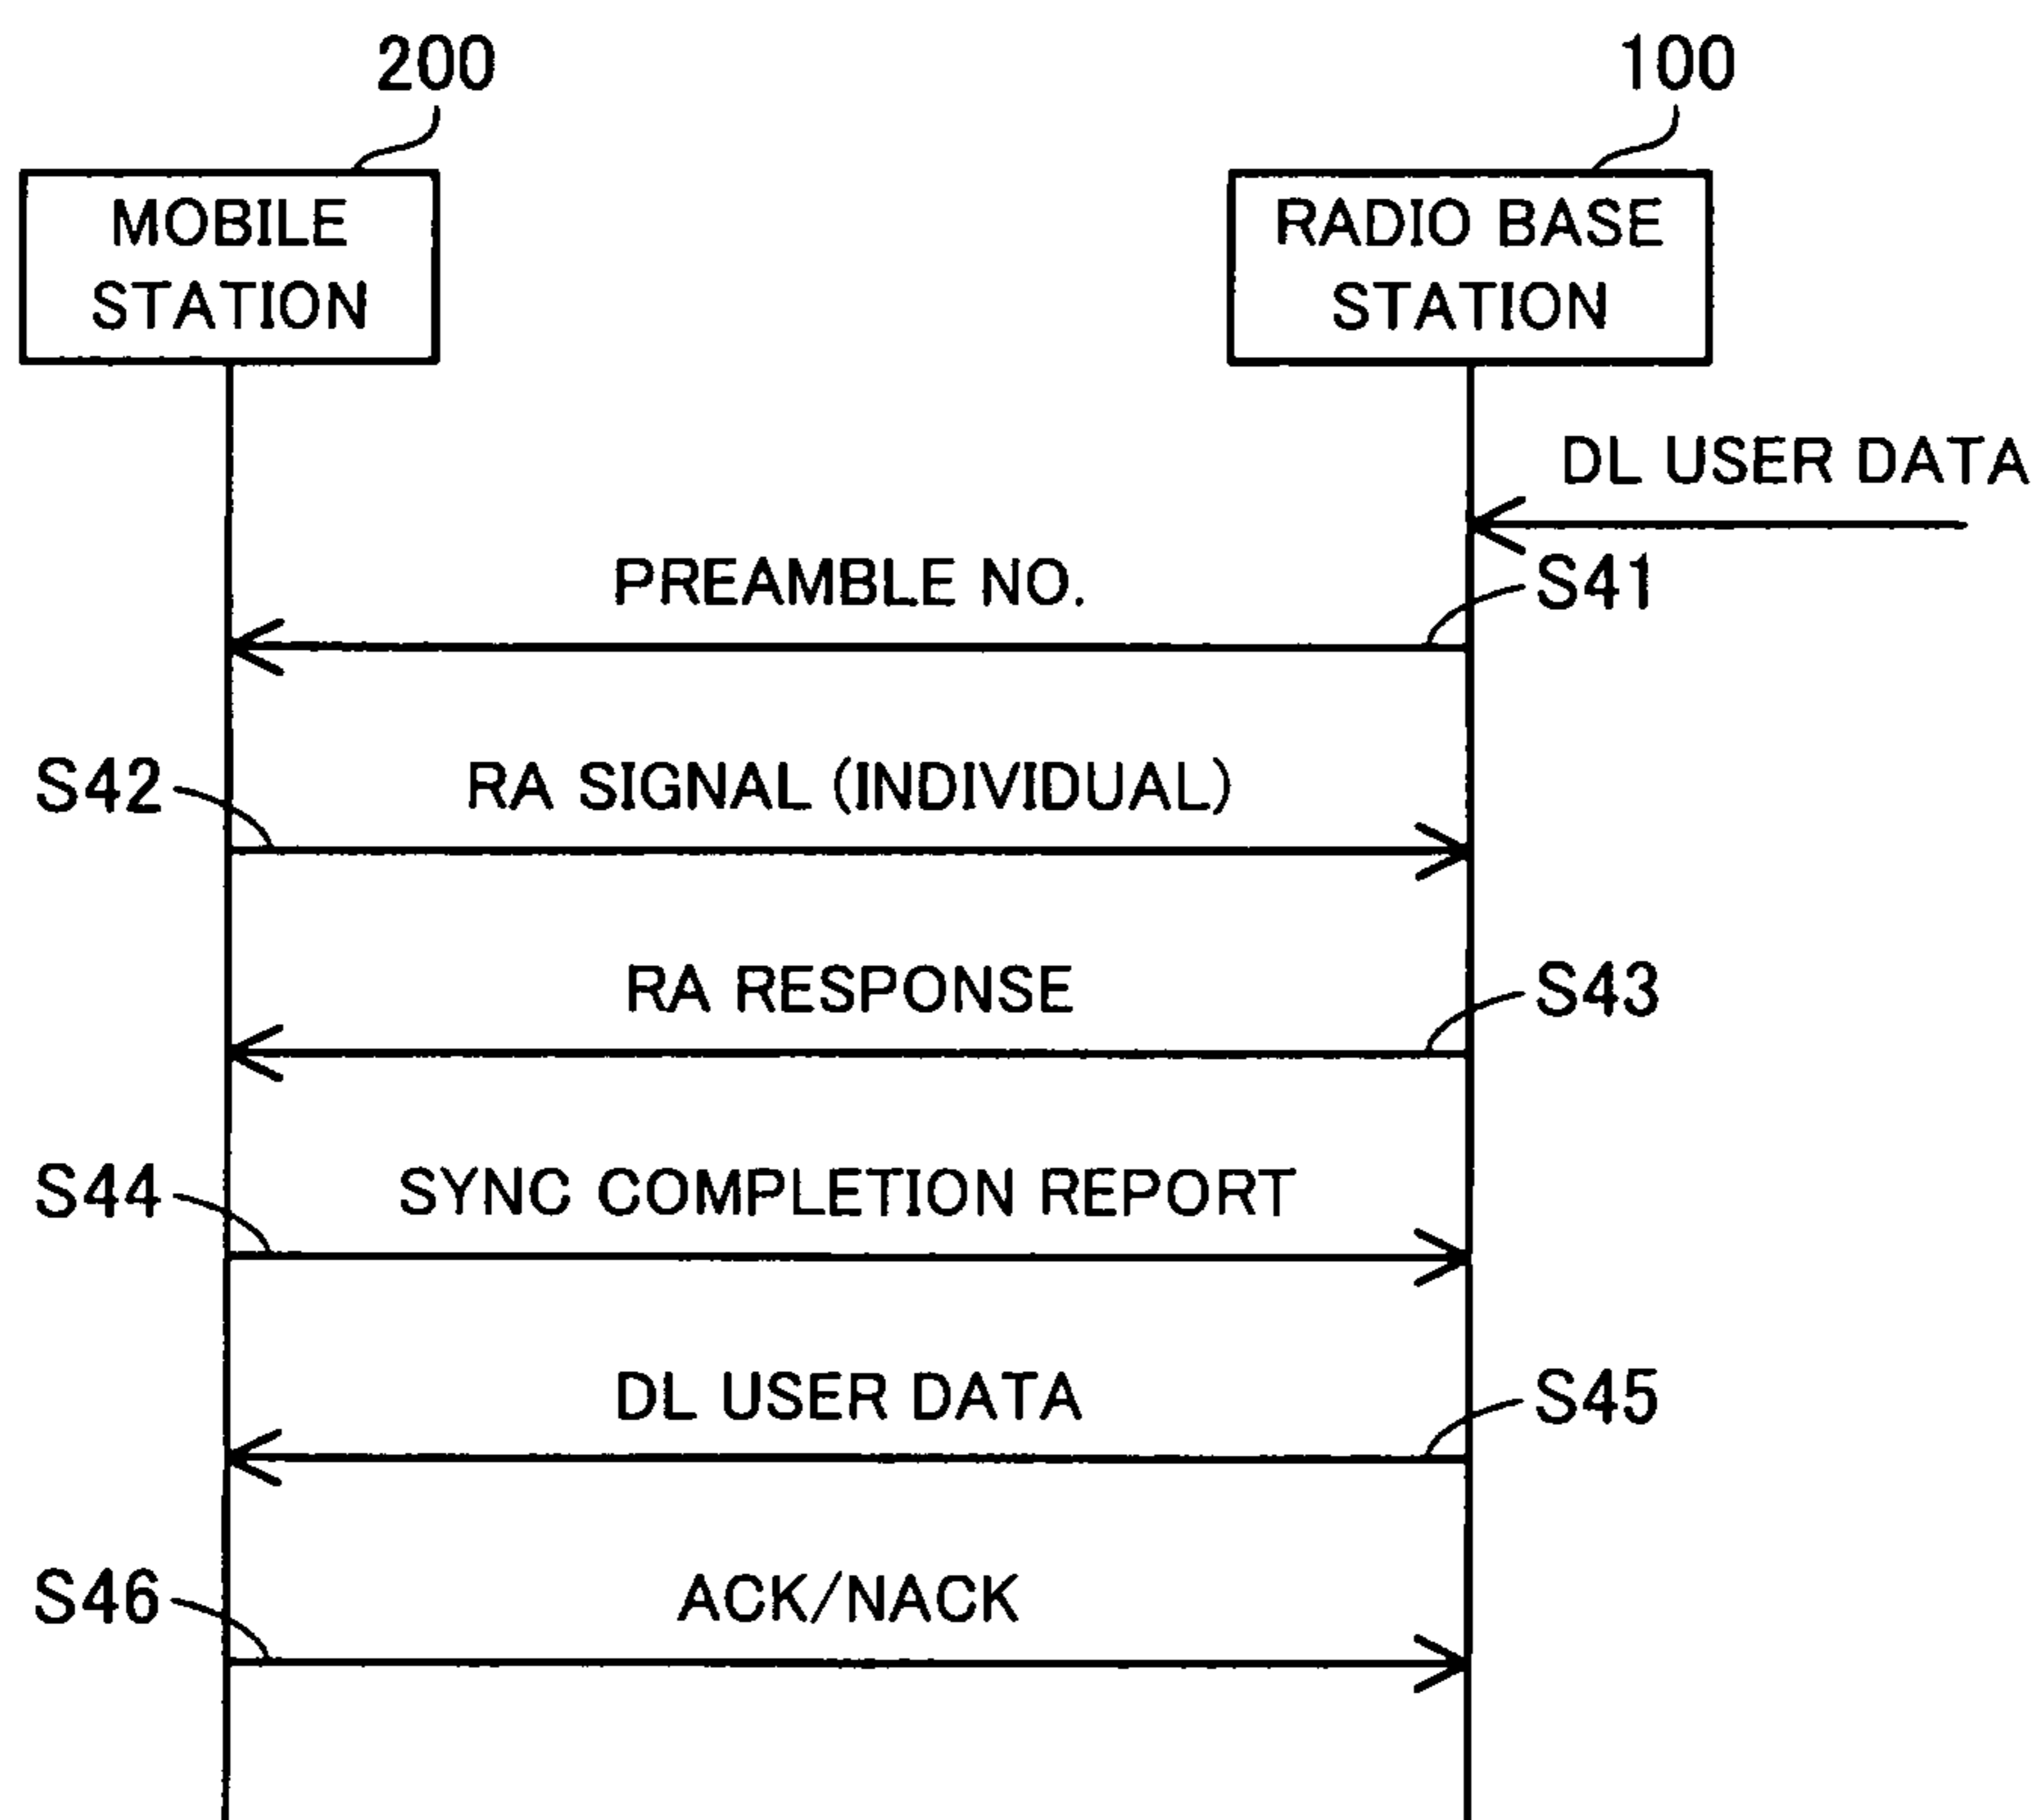 200
100
MOBILE
STATION
RADIO BASE
STATION
DL USER DATA
PREAMBLE NO.
S41
S42
RA SIGNAL (INDIVIDUAL)
RA RESPONSE
S43
S44
SYNC COMPLETION REPORT
DL USER DATA
S45
S46
ACK/NACK